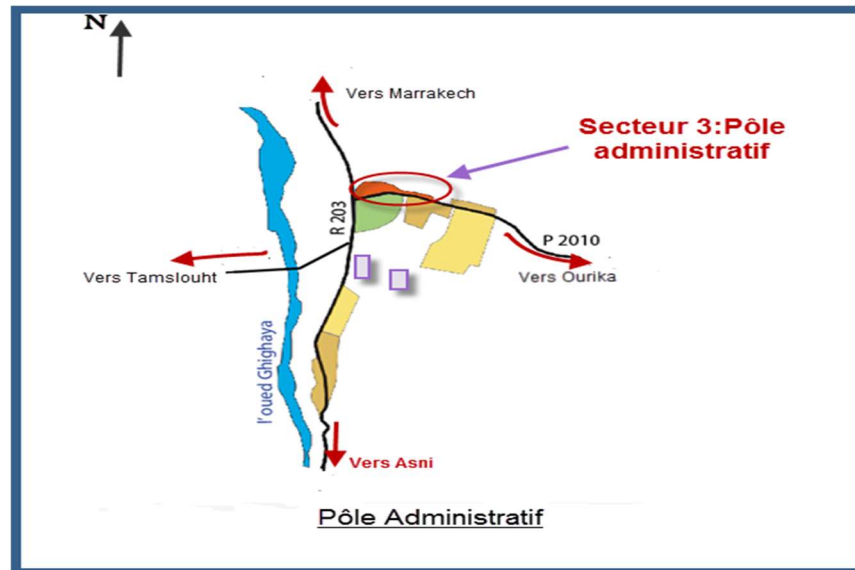 N
Vers Marrakech
Secteur 3:Pôle
administratif
R 203
P 2010
Vers Tamslouht
Vers Ourika
l'oued Ghighaya
Vers Asni
Pôle Administratif